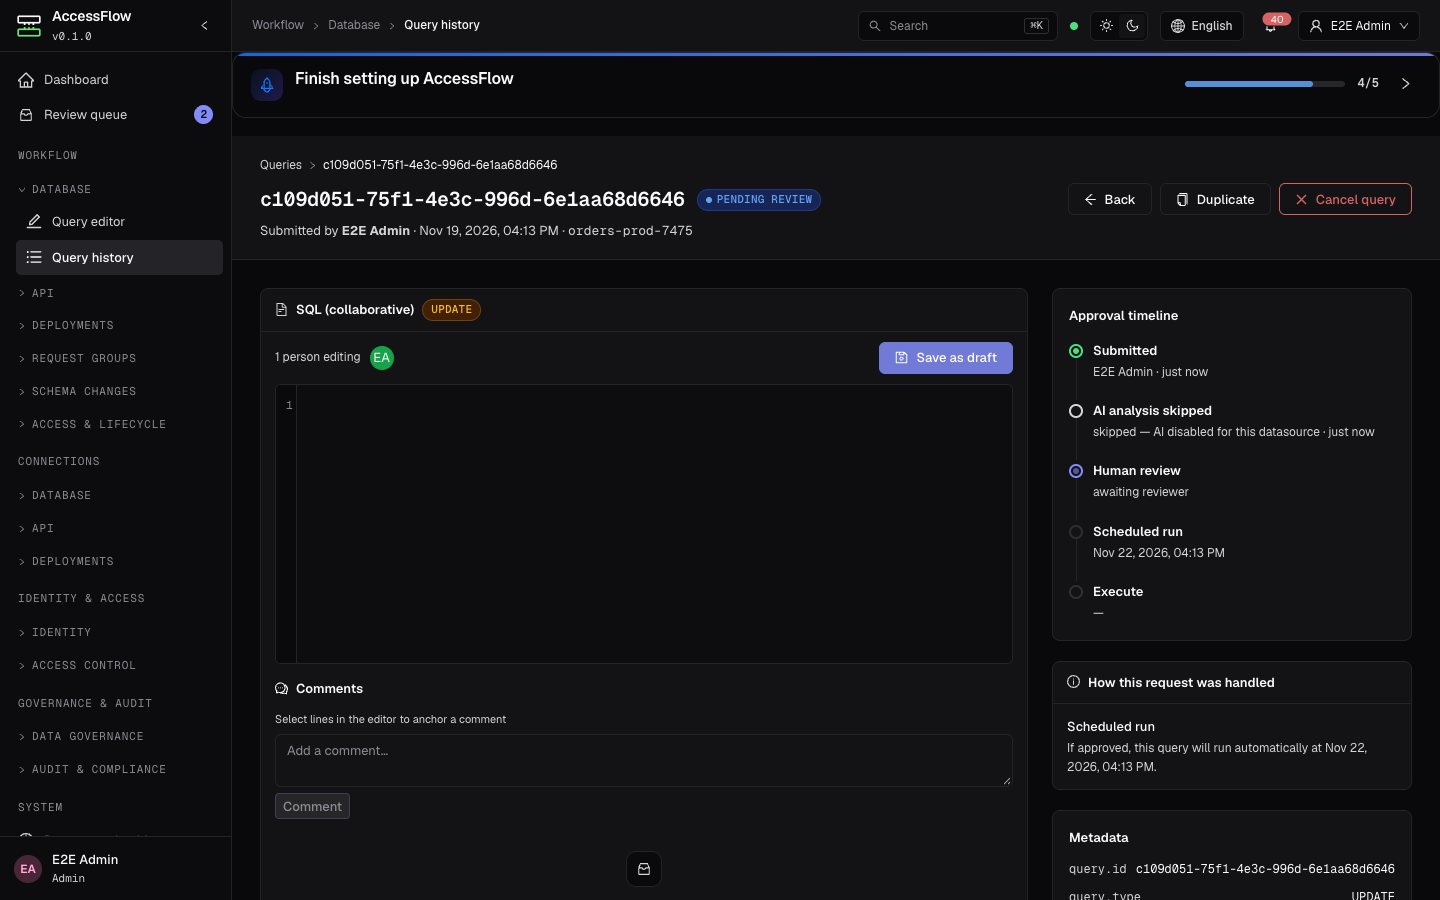 AccessFlow
v0.1.0
Dashboard
Review queue
2
WORKFLOW
DATABASE
Query editor
Query history
API
DEPLOYMENTS
REQUEST GROUPS
SCHEMA CHANGES
ACCESS & LIFECYCLE
CONNECTIONS
DATABASE
API
DEPLOYMENTS
IDENTITY & ACCESS
IDENTITY
ACCESS CONTROL
GOVERNANCE & AUDIT
DATA GOVERNANCE
AUDIT & COMPLIANCE
SYSTEM
EA
E2E Admin
Admin
Workflow > Database > Query history
Search
⌘K
English
40
E2E Admin
Finish setting up AccessFlow
4/5
Queries > c109d051-75f1-4e3c-996d-6e1aa68d6646
c109d051-75f1-4e3c-996d-6e1aa68d6646
PENDING REVIEW
Submitted by E2E Admin · Nov 19, 2026, 04:13 PM · orders-prod-7475
Back
Duplicate
Cancel query
SQL (collaborative)
UPDATE
1 person editing
EA
Save as draft
1
Comments
Select lines in the editor to anchor a comment
Add a comment…
Comment
Approval timeline
Submitted
E2E Admin · just now
AI analysis skipped
skipped — AI disabled for this datasource · just now
Human review
awaiting reviewer
Scheduled run
Nov 22, 2026, 04:13 PM
Execute
—
How this request was handled
Scheduled run
If approved, this query will run automatically at Nov 22,
2026, 04:13 PM.
Metadata
query.id c109d051-75f1-4e3c-996d-6e1aa68d6646
query.type UPDATE